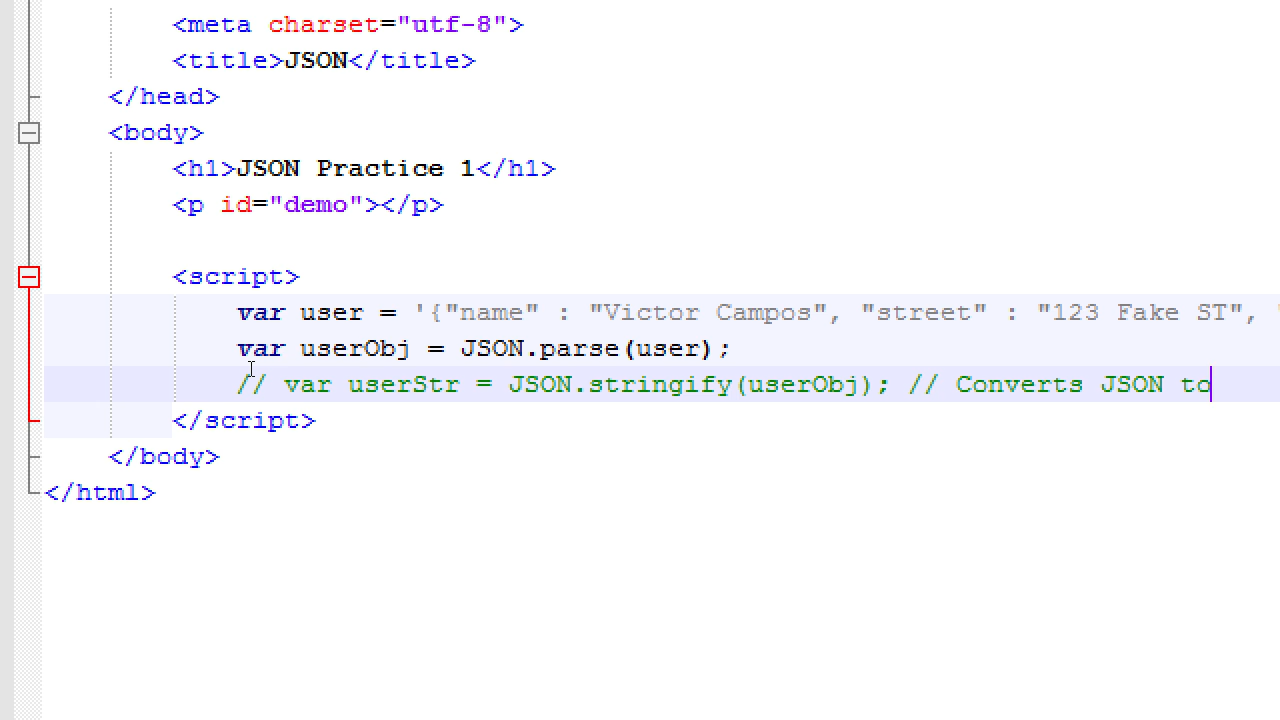 <meta charset="utf-8">
<title>JSON</title>
</head>
<body>
<h1>JSON Practice 1</h1>
<p id="demo"></p>
<script>
var user = '{"name" : "Victor Campos", "street" : "123 Fake ST", "
var userObj = JSON.parse(user);
// var userStr = JSON.stringify(userObj); // Converts JSON to
</script>
</body>
</html>